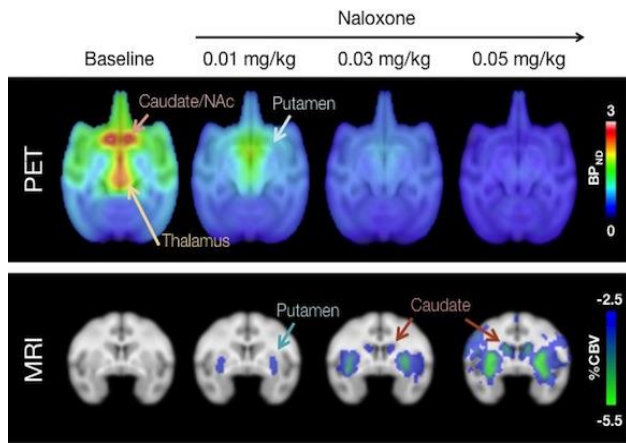 Naloxone
Baseline
0.01 mg/kg
0.03 mg/kg
0.05 mg/kg
PET
Caudate/NAc
Putamen
Thalamus
3
BPND
0
MRI
Putamen
Caudate
-2.5
%CBV
-5.5